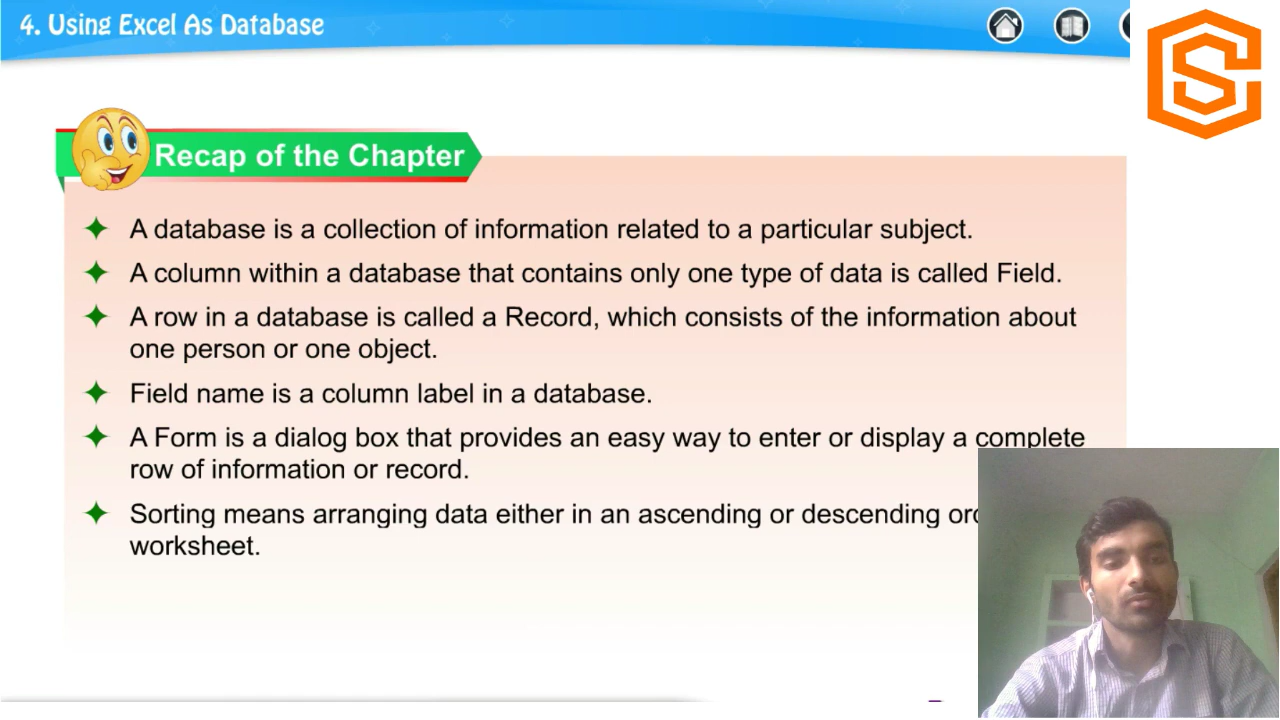 4. Using Excel As Database
Recap of the Chapter
A database is a collection of information related to a particular subject.
A column within a database that contains only one type of data is called Field.
A row in a database is called a Record, which consists of the information about
one person or one object.
Field name is a column label in a database.
A Form is a dialog box that provides an easy way to enter or display a complete
row of information or record.
Sorting means arranging data either in an ascending or descending
worksheet.